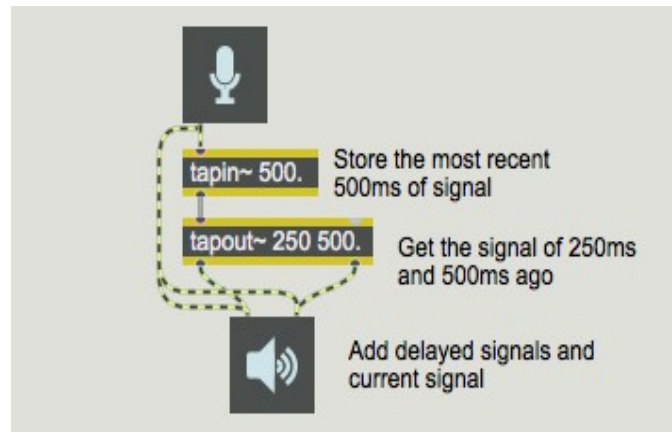 tapin~ 500.
Store the most recent
500ms of signal
tapout~ 250 500.
Get the signal of 250ms
and 500ms ago
Add delayed signals and
current signal